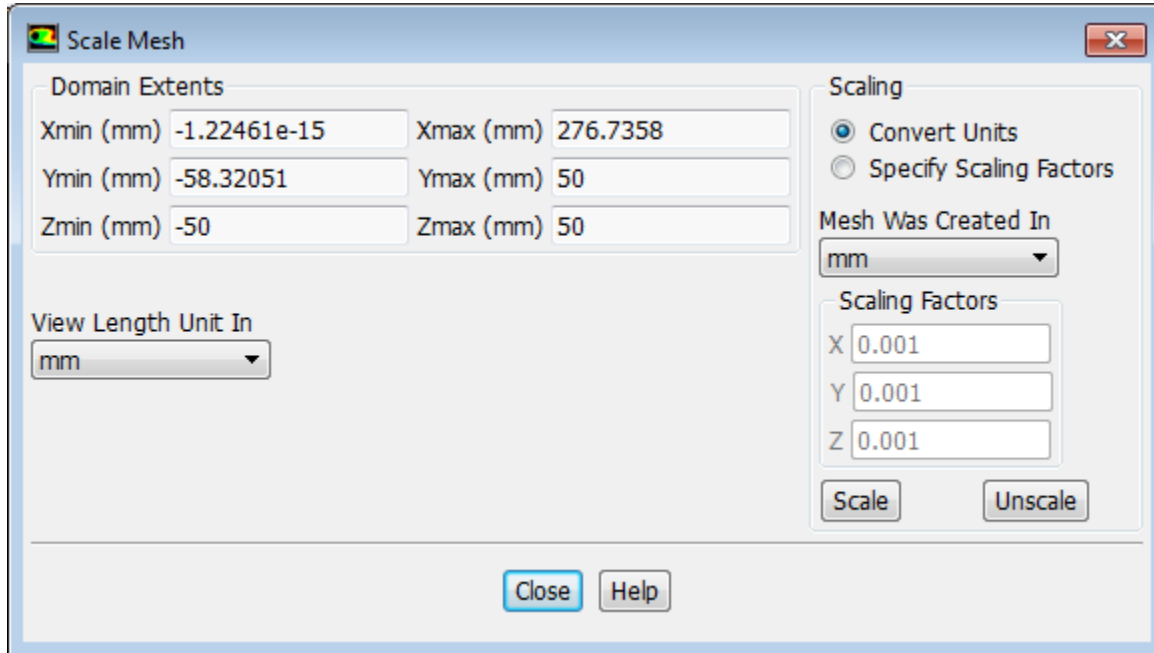 Scale Mesh
Domain Extents
Xmin (mm) -1.22461e-15 Xmax (mm) 276.7358
Ymin (mm) -58.32051 Ymax (mm) 50
Zmin (mm) -50 Zmax (mm) 50
View Length Unit In
mm
Scaling
Convert Units
Specify Scaling Factors
Mesh Was Created In
mm
Scaling Factors
X 0.001
Y 0.001
Z 0.001
Scale Unscale
Close Help